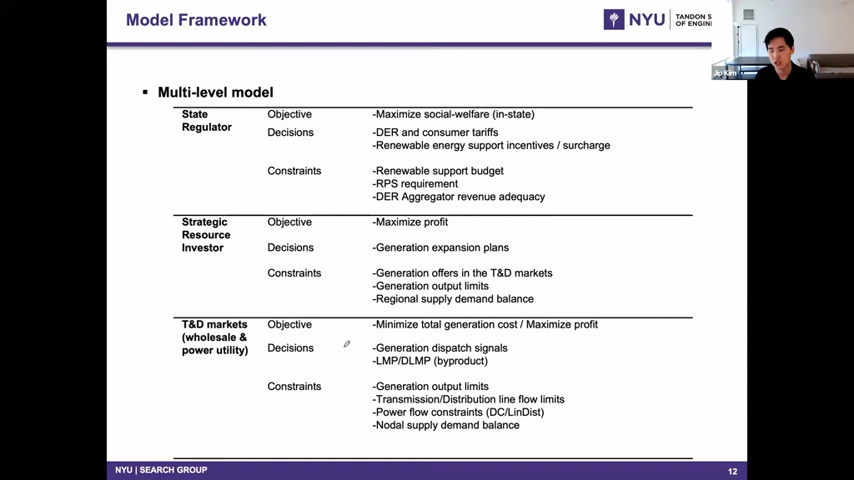 Model Framework
NYU TANDON S
OF ENGINE
Jip Kim
▪ Multi-level model
State Regulator Objective -Maximize social-welfare (in-state)
Decisions -DER and consumer tariffs
-Renewable energy support incentives / surcharge
Constraints -Renewable support budget
-RPS requirement
-DER Aggregator revenue adequacy
Strategic Resource Investor Objective -Maximize profit
Decisions -Generation expansion plans
Constraints -Generation offers in the T&D markets
-Generation output limits
-Regional supply demand balance
T&D markets (wholesale & power utility) Objective -Minimize total generation cost / Maximize profit
Decisions -Generation dispatch signals
-LMP/DLMP (byproduct)
Constraints -Generation output limits
-Transmission/Distribution line flow limits
-Power flow constraints (DC/LinDist)
-Nodal supply demand balance
NYU | SEARCH GROUP
12